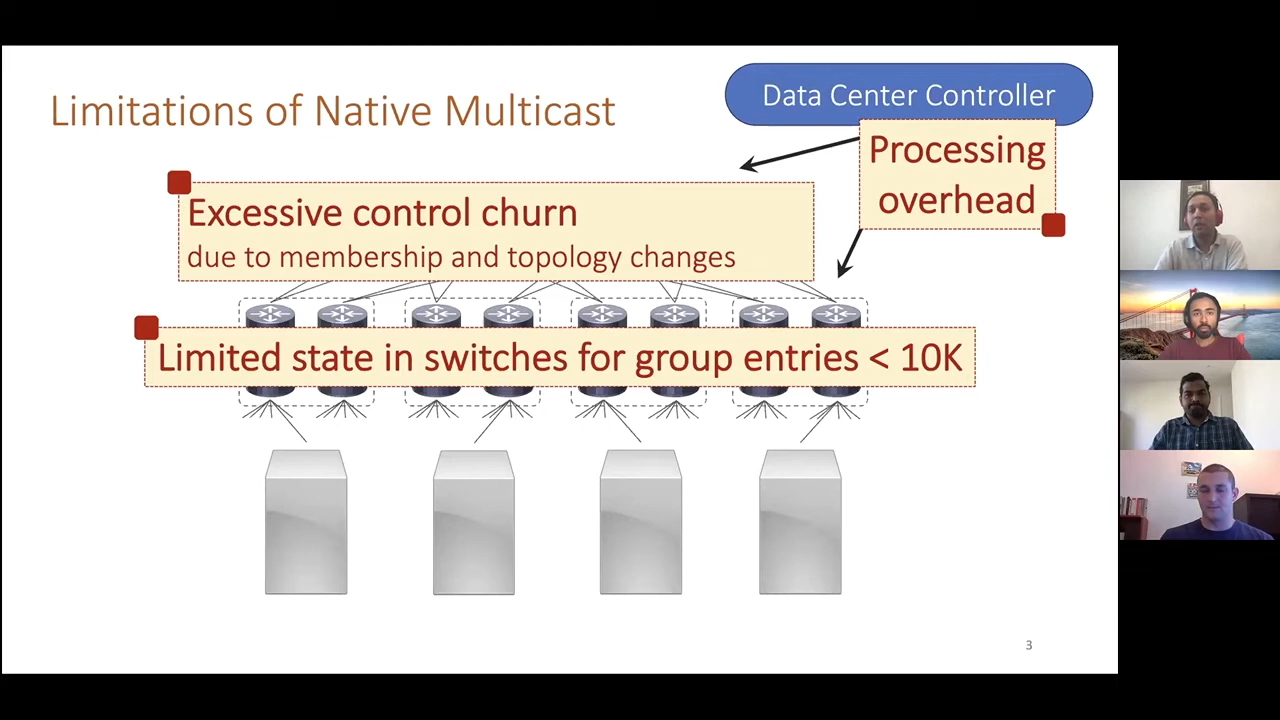 Limitations of Native Multicast
Data Center Controller
Processing
overhead
Excessive control churn
due to membership and topology changes
Limited state in switches for group entries < 10K
3